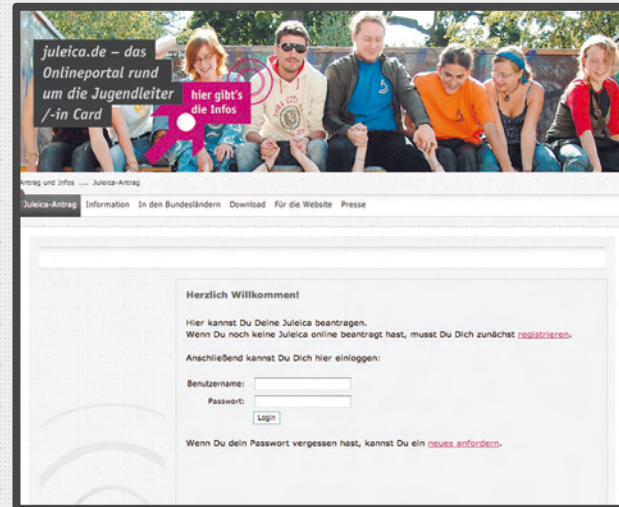 juleica.de – das
Onlineportal rund
um die Jugendleiter
/-in Card
hier gibt's
die Infos
Antrag und Infos .... Juleica-Antrag
Juleica-Antrag Information In den Bundesländern Download Für die Website Presse
Herzlich Willkommen!
Hier kannst Du Deine Juleica beantragen.
Wenn Du noch keine Juleica online beantragt hast, musst Du Dich zunächst registrieren.
Anschließend kannst Du Dich hier einloggen:
Benutzername:
Passwort:
Login
Wenn Du dein Passwort vergessen hast, kannst Du ein neues anfordern.